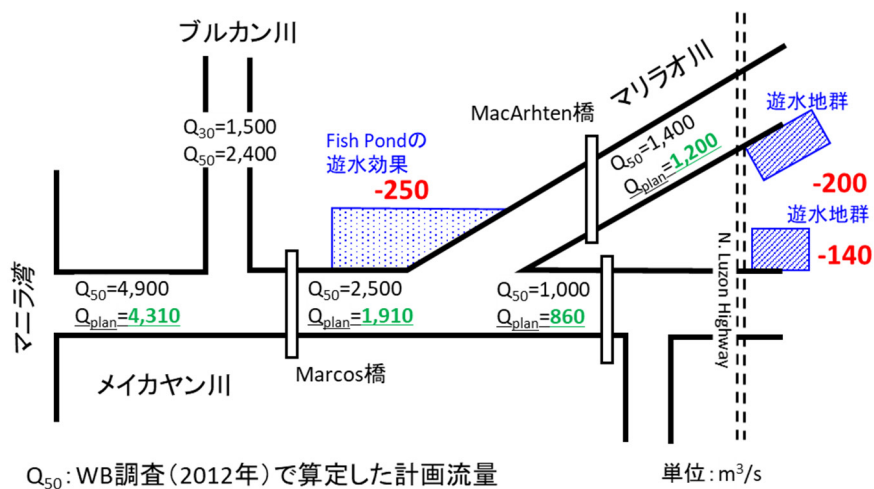 ブルカン川
Q30=1,500
Q50=2,400
Fish Pondの
遊水効果
-250
MacArhten橋
マリラオ川
Q50=1,400
Qplan=1,200
遊水地群
-200
遊水地群
-140
N. Luzon Highway
マニラ湾
Q50=4,900
Qplan=4,310
Q50=2,500
Qplan=1,910
Q50=1,000
Qplan=860
メイカヤン川
Marcos橋
Q50:WB調査(2012年)で算定した計画流量
単位:m3/s